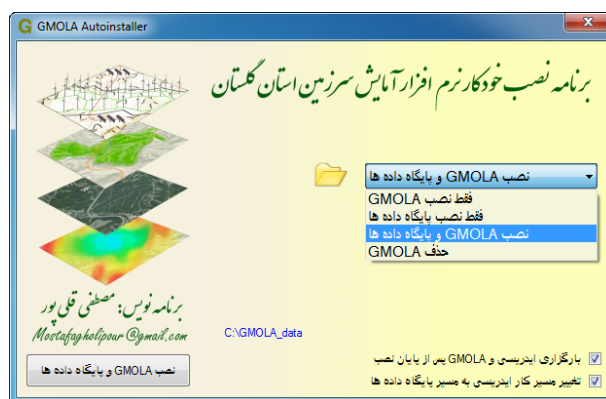 GMOLA Autoinstaller
برنامه نصب خودکار نرم افزار آمایش سرزمین استان گلستان
نصب GMOLA و پایگاه داده ها
فقط نصب GMOLA
فقط نصب پایگاه داده ها
نصب GMOLA و پایگاه داده ها
حذف GMOLA
برنامه نویس: مصطفی قلی پور
Mostafagholipour@gmail.com
C:\GMOLA_data
نصب GMOLA و پایگاه داده ها
بارگزاری ایدریسی و GMOLA پس از پایان نصب
تغییر مسیر کار ایدریسی به مسیر پایگاه داده ها